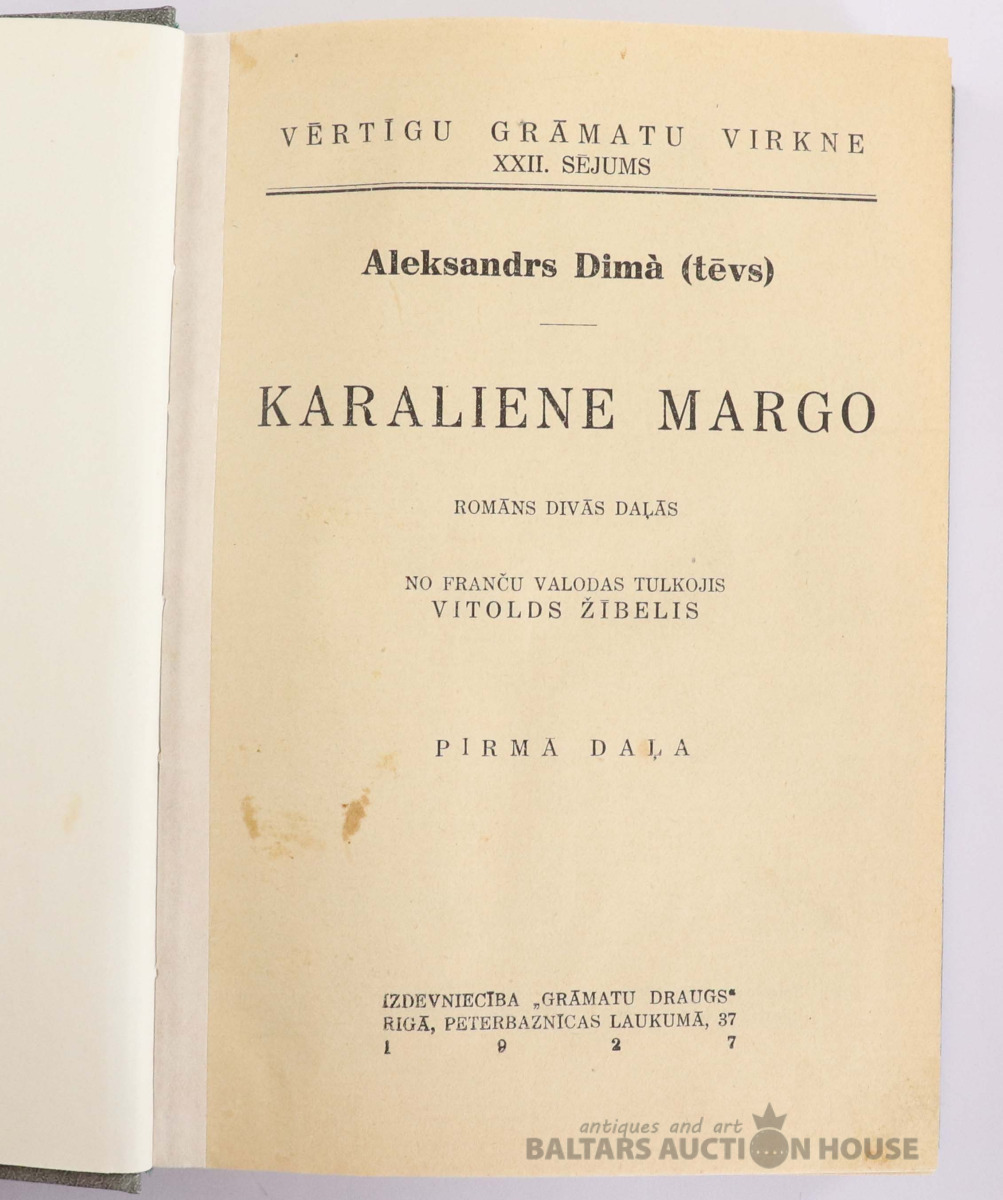 VĒRTĪGU GRĀMATU VIRKNE
XXII. SĒJUMS
Aleksandrs Dimà (tēvs)
KARALIENE MARGO
ROMĀNS DIVĀS DAĻĀS
NO FRANČU VALODAS TULKOJIS
VITOLDS ŽĪBELIS
PIRMĀ DAĻA
IZDEVNIECĪBA „GRĀMATU DRAUGS“
RIGĀ, PETERBAZNĪCAS LAUKUMĀ, 37
1 9 2 7
antiques and art
BALTARS AUCTION HOUSE